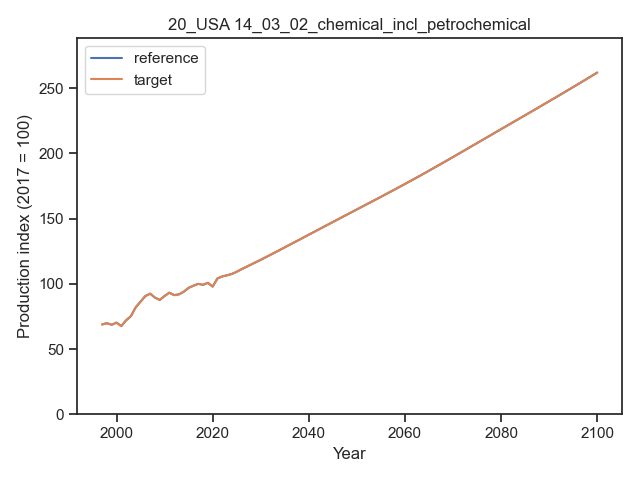 20_USA 14_03_02_chemical_incl_petrochemical
reference
target
Production index (2017 = 100)
250
200
150
100
50
0
2000 2020 2040 2060 2080 2100
Year